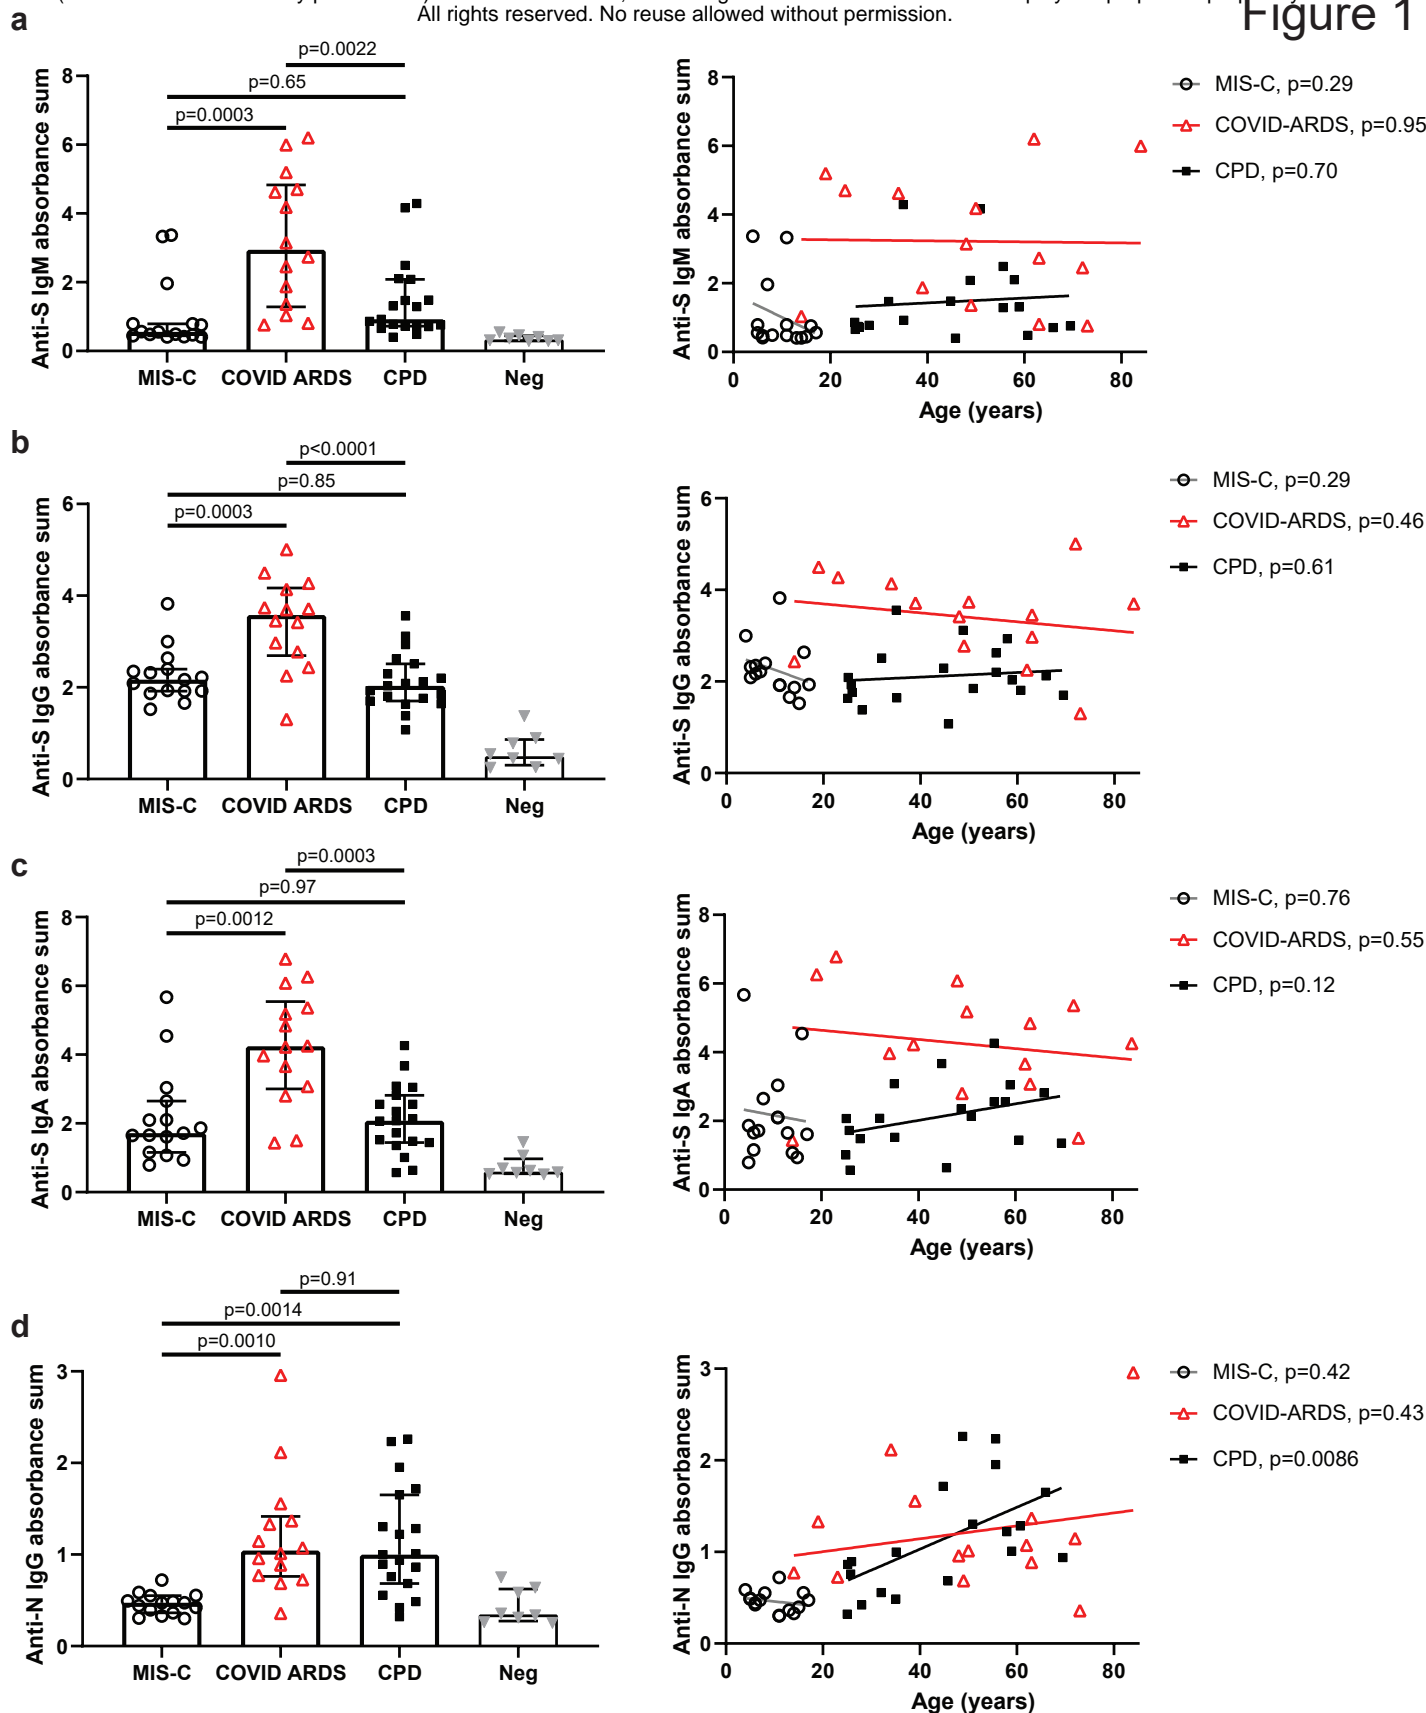 All rights reserved. No reuse allowed without permission.
Figure 1
a
p=0.0022
p=0.65
p=0.0003
Anti-S IgM absorbance sum
8
6
4
2
0
MIS-C COVID ARDS CPD Neg
Anti-S IgM absorbance sum
8
6
4
2
0
0 20 40 60 80
Age (years)
MIS-C, p=0.29
COVID-ARDS, p=0.95
CPD, p=0.70
b
p<0.0001
p=0.85
p=0.0003
Anti-S IgG absorbance sum
6
4
2
0
MIS-C COVID ARDS CPD Neg
Anti-S IgG absorbance sum
6
4
2
0
0 20 40 60 80
Age (years)
MIS-C, p=0.29
COVID-ARDS, p=0.46
CPD, p=0.61
c
p=0.0003
p=0.97
p=0.0012
Anti-S IgA absorbance sum
8
6
4
2
0
MIS-C COVID ARDS CPD Neg
Anti-S IgA absorbance sum
8
6
4
2
0
0 20 40 60 80
Age (years)
MIS-C, p=0.76
COVID-ARDS, p=0.55
CPD, p=0.12
d
p=0.91
p=0.0014
p=0.0010
Anti-N IgG absorbance sum
3
2
1
0
MIS-C COVID ARDS CPD Neg
Anti-N IgG absorbance sum
3
2
1
0
0 20 40 60 80
Age (years)
MIS-C, p=0.42
COVID-ARDS, p=0.43
CPD, p=0.0086